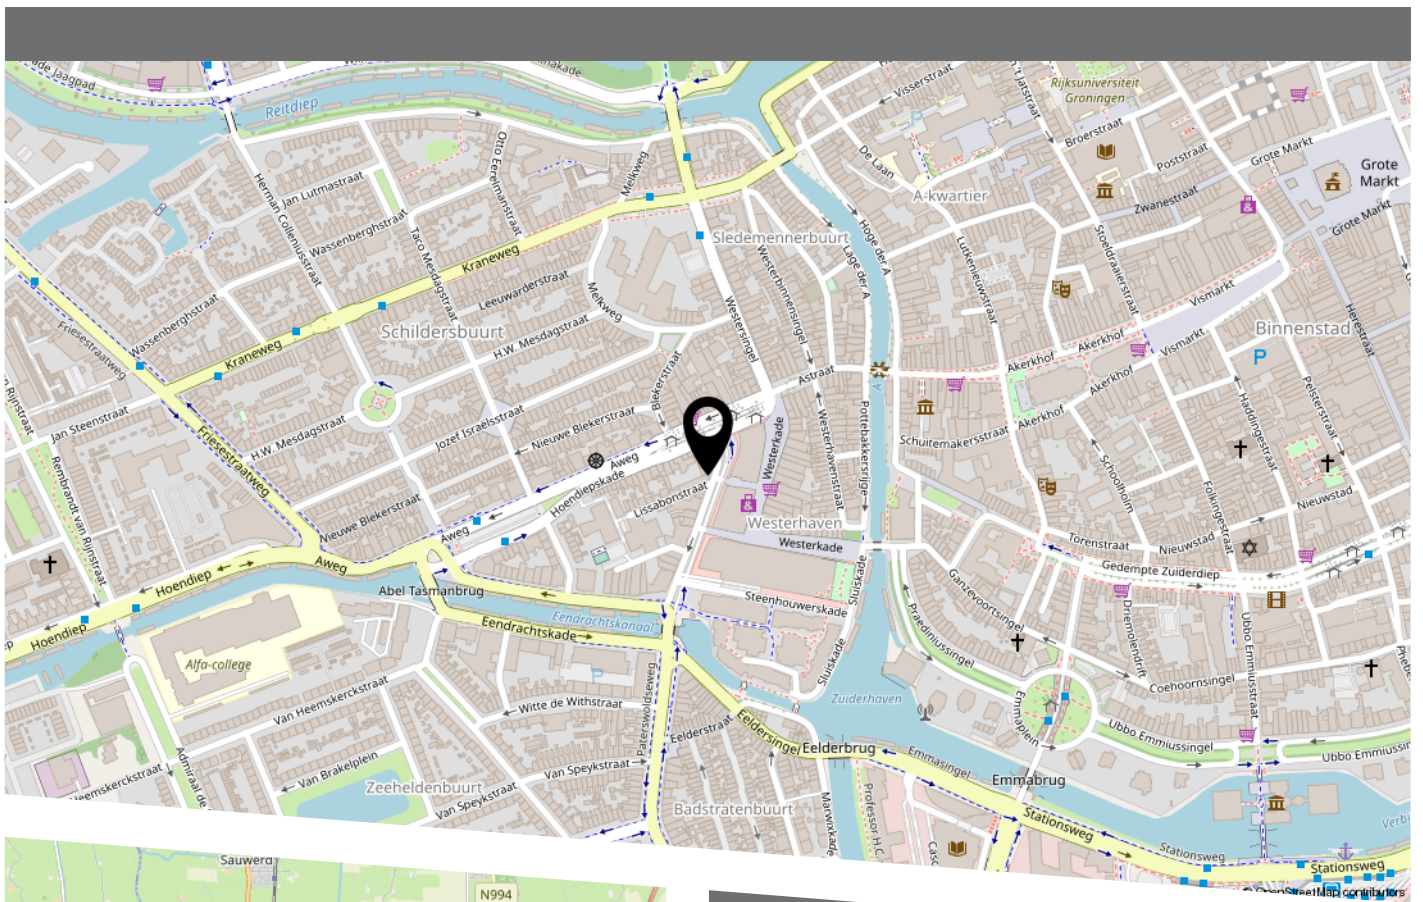 Rijksuniversiteit
Groningen
Visserstraat
Reitdiep
Broerstraat
Poststraat
Grote Markt
Grote
Markt
De Laan
Otto Eerelmanstraat
Melkweg
Jan Lutmastraat
Herman Colleniusstraat
A-kwartier
Zwanestraat
Grote Markt
Wassenberghstraat
Taco Mesdagstraat
Kraneweg
Sledemennerbuurt
Hoge der A
Lage der A
Lutkenieuwstraat
Stoeldraaierstraat
Westerbinnensingel
Leeuwarderstraat
Melkweg
Westersingel
Vismarkt
Herestraat
Friesestraatweg
Wassenberghstraat
Schildersbuurt
H.W. Mesdagstraat
Binnenstad
Kraneweg
Akerkhof
Akerkhof
Vismarkt
P
Astraat
A
Akerkhof
Blekerstraat
Pelsterstraat
Haddingestraat
Jan Steenstraat
H.W. Mesdagstraat
Jozef Israelsstraat
Nieuwe Blekerstraat
Westerkade
Westerhavenstraat
Pottebakkersrijge
Schuitemakersstraat
Akerkhof
Friesestraatweg
Rembrandt van Rijnstraat
Aweg
Hoendiepskade
Lissabonstraat
Schoolholm
Folkingestraat
Nieuwstad
Nieuwe Blekerstraat
Aweg
Westerhaven
Westerkade
Torenstraat
Nieuwstad
Gedempte Zuiderdiep
Aweg
Hoendiep
Abel Tasmanbrug
Hoendiep
Steenhouwerskade
Sluiskade
Ganzevoortsingel
Praediniussingel
Driemolendrift
Ubbo Emmiusstraat
Eendrachtskanaal
Eendrachtskade
Alfa-college
Sluiskade
Coehoornsingel
Van Heemskerckstraat
P
Paterswoldseweg
Zuiderhaven
Emmaplein
Witte de Withstraat
Eelderstraat
Eeldersingel
Eelderbrug
Emmasingel
Ubbo Emmiussingel
Van Brakelplein
Van Speykstraat
Emmabrug
Zeeheldenbuurt
Van Speykstraat
Badstratenbuurt
Marwixkade
Stationsweg
Stationsweg
Stationsweg
Sauwerd
N994
© OpenStreetMap contributors